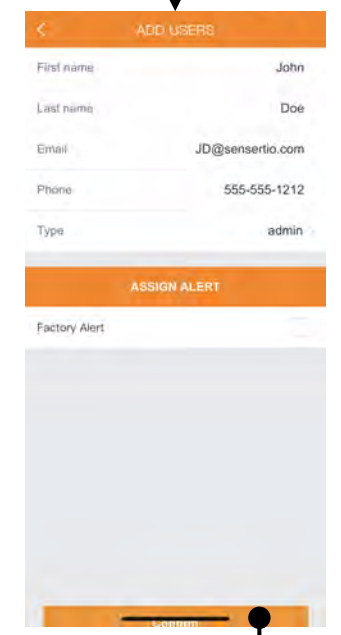 ADD USERS
First name John
Last name Doe
Email JD@sensertio.com
Phone 555-555-1212
Type admin
ASSIGN ALERT
Factory Alert
Confirm